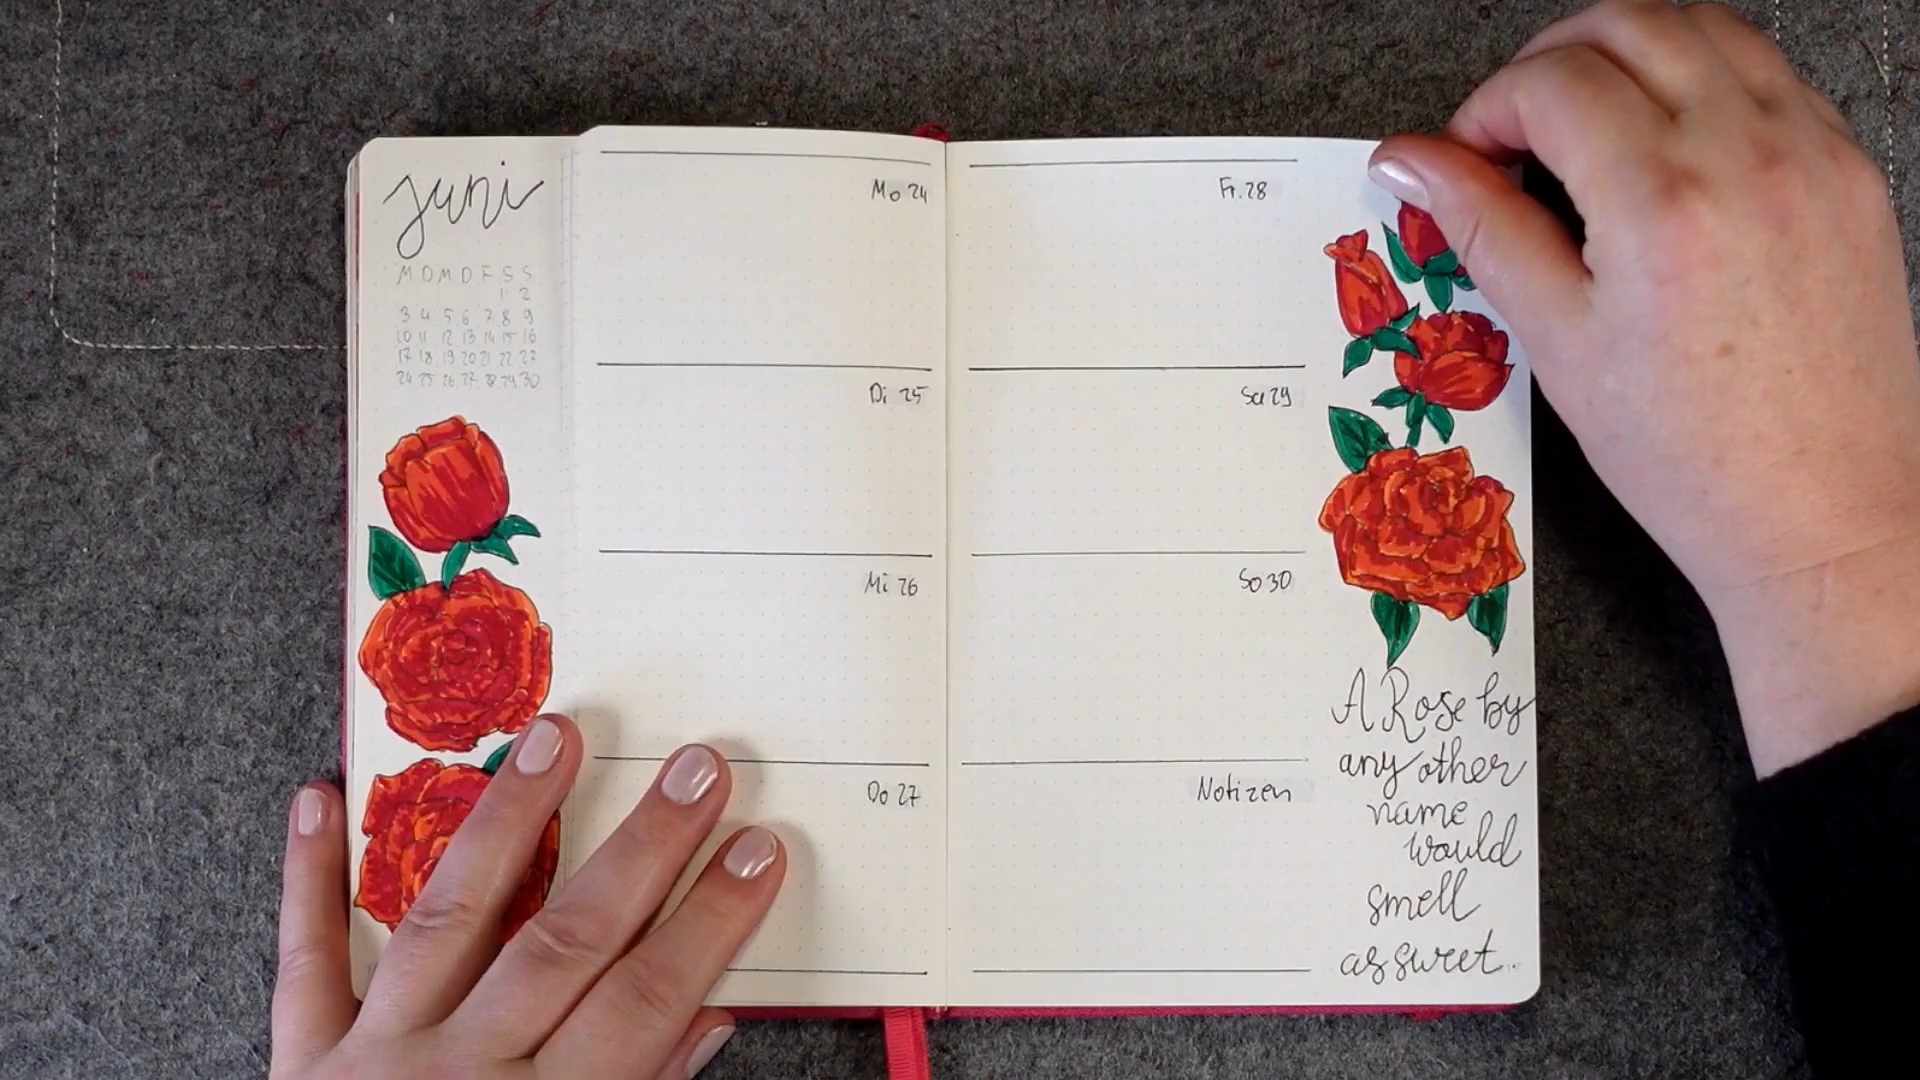 Juni
M D M D F S S
1 2
3 4 5 6 7 8 9
10 11 12 13 14 15 16
17 18 19 20 21 22 23
24 25 26 27 28 29 30
Mo 24
Di 25
Mi 26
Do 27
Fr. 28
Sa 29
So 30
Notizen
A Rose by
any other
name
would
smell
as sweet.